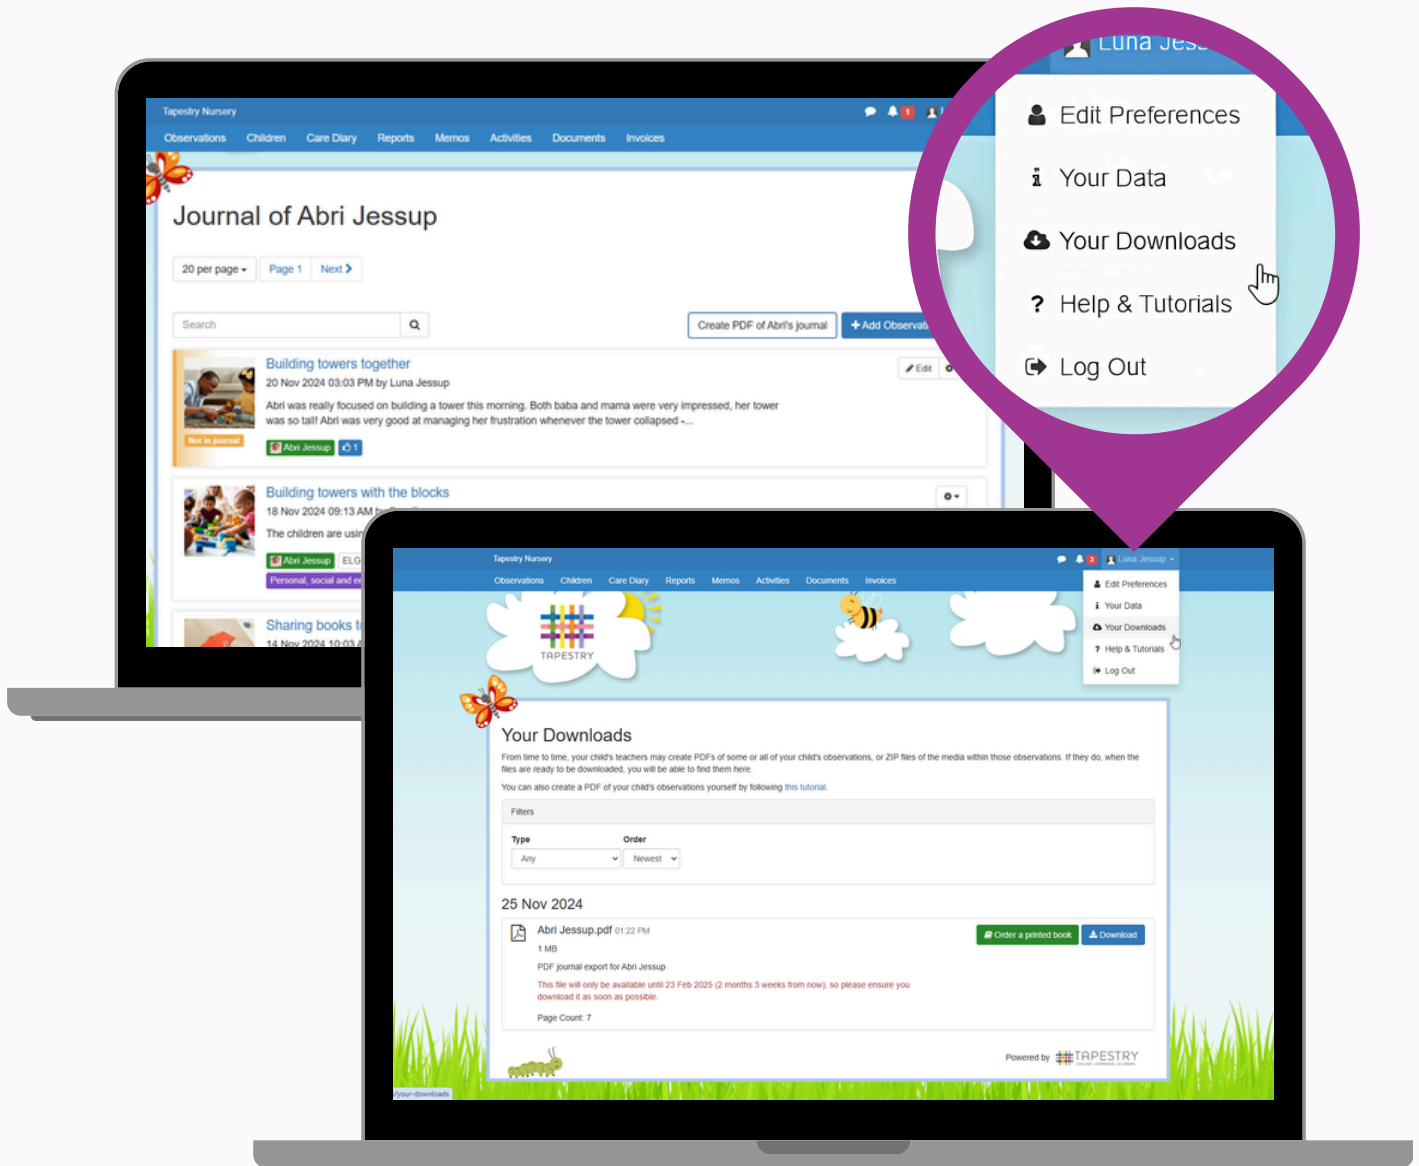 Tapestry Nursery
1
Observations Children Care Diary Reports Memos Activities Documents Invoices
Journal of Abri Jessup
20 per page Page 1 Next
Search
Create PDF of Abri's journal
+Add Observati
Building towers together
Edit
20 Nov 2024 03:03 PM by Luna Jessup
Abri was really focused on building a tower this morning. Both baba and mama were very impressed, her tower
was so tall! Abri was very good at managing her frustration whenever the tower collapsed -...
Not in journal
Abri Jessup 1
Building towers with the blocks
18 Nov 2024 09:13 AM
The children are usin
Abri Jessup ELG
Personal, social and e
Sharing books t
14 Nov 2024 10:03 A
Luna Jess
Edit Preferences
Your Data
Your Downloads
Help & Tutorials
Log Out
Tapestry Nursery
3 Luna Jessup
Observations Children Care Diary Reports Memos Activities Documents Invoices
Edit Preferences
Your Data
Your Downloads
Help & Tutorials
Log Out
TAPESTRY
Your Downloads
From time to time, your child's teachers may create PDFs of some or all of your child's observations, or ZIP files of the media within those observations. If they do, when the
files are ready to be downloaded, you will be able to find them here.
You can also create a PDF of your child's observations yourself by following this tutorial.
Filters
Type Order
Any Newest
25 Nov 2024
Abri Jessup.pdf 01:22 PM
Order a printed book Download
1 MB
PDF journal export for Abri Jessup
This file will only be available until 23 Feb 2025 (2 months 3 weeks from now), so please ensure you
download it as soon as possible.
Page Count: 7
Powered by TAPESTRY
ONLINE LEARNING JOURNAL
/your-downloads